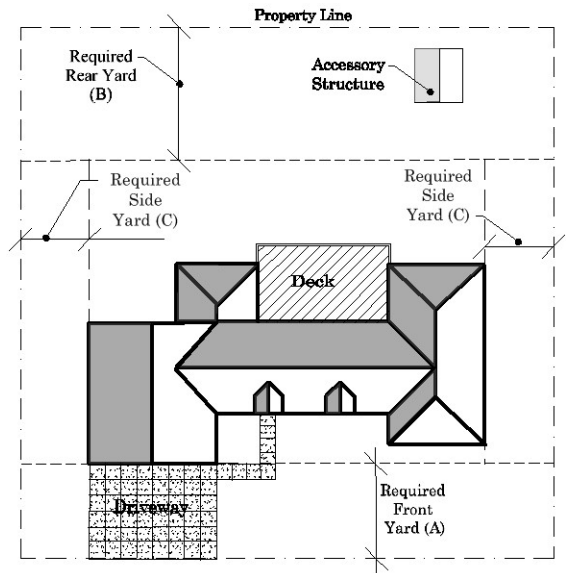 Property Line
Required
Rear Yard
(B)
Accessory
Structure
Required
Side
Yard (C)
Required
Side
Yard (C)
Deck
Driveway
Required
Front
Yard (A)